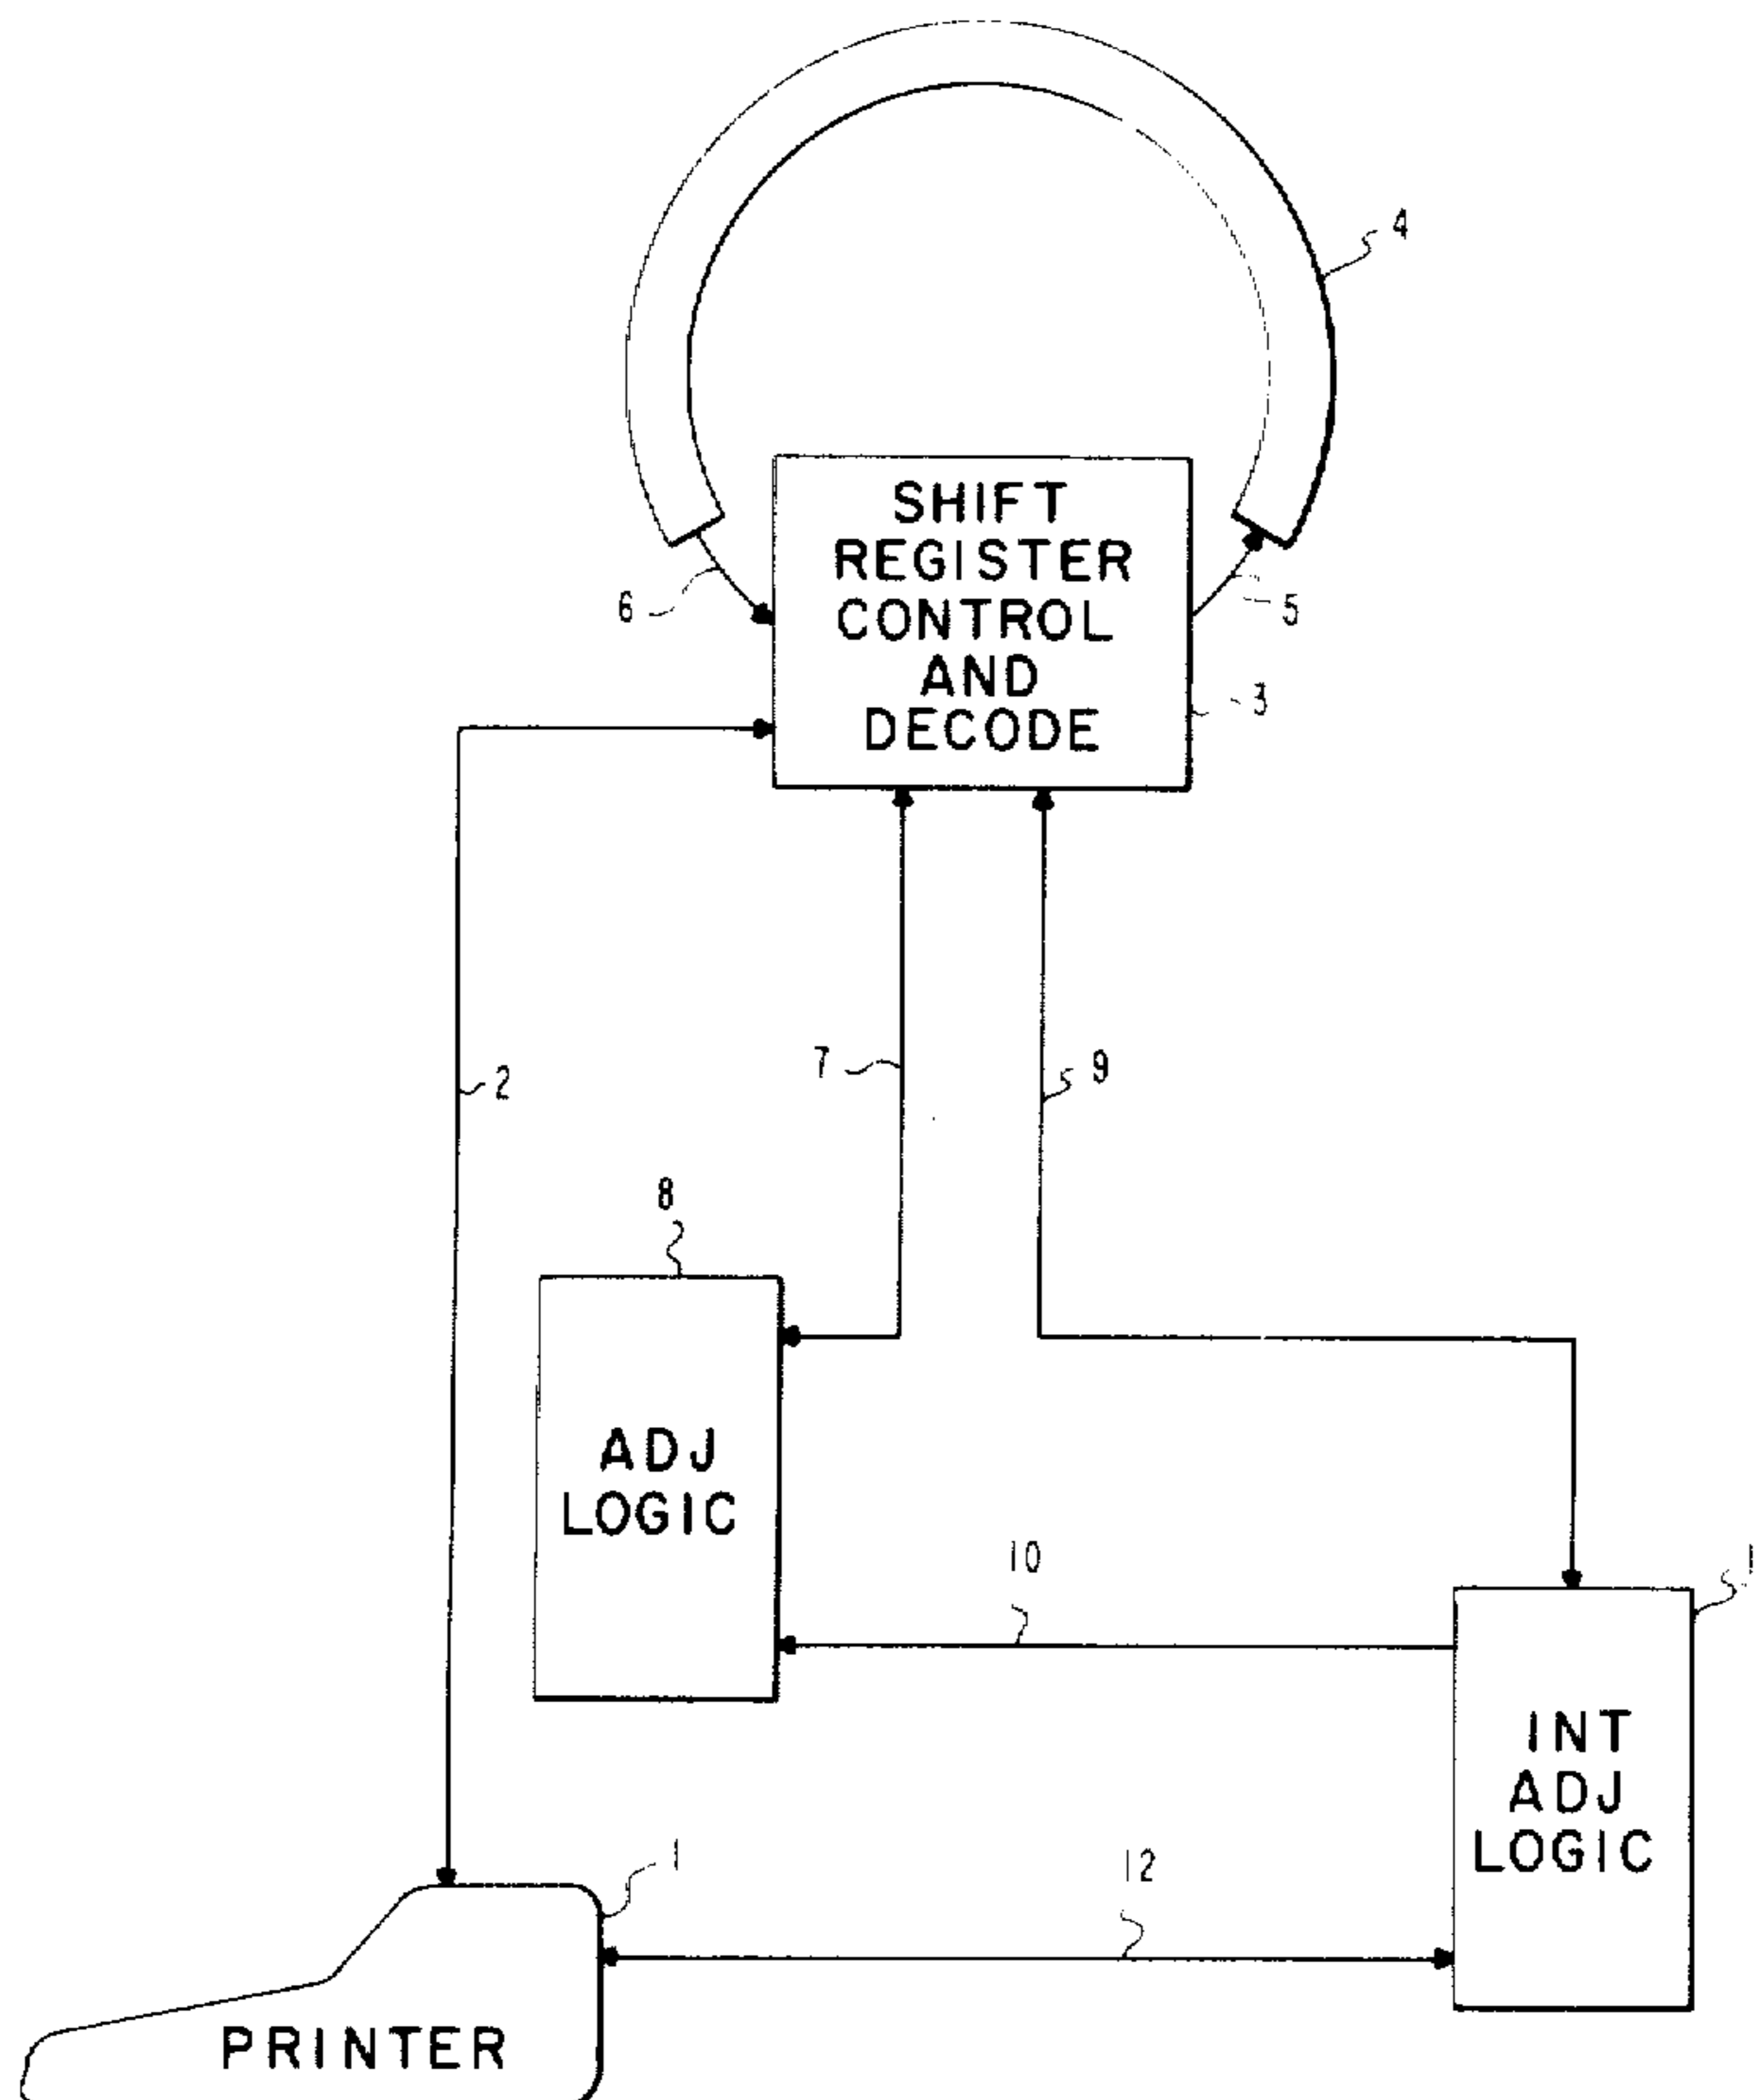 4
SHIFT
REGISTER
CONTROL
AND
DECODE
6
5
3
2
7
9
8
ADJ
LOGIC
10
INT
ADJ
LOGIC
1
12
PRINTER